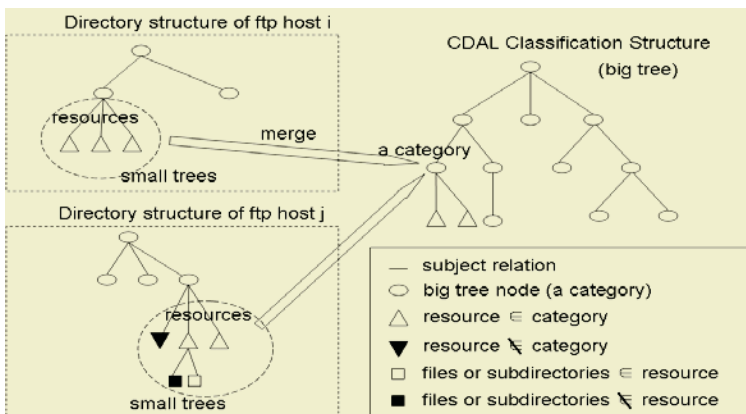 Directory structure of ftp host i
resources
small trees
merge
CDAL Classification Structure
(big tree)
a category
Directory structure of ftp host j
resources
small trees
subject relation
big tree node (a category)
resource ∈ category
resource ∉ category
files or subdirectories ∈ resource
files or subdirectories ∉ resource